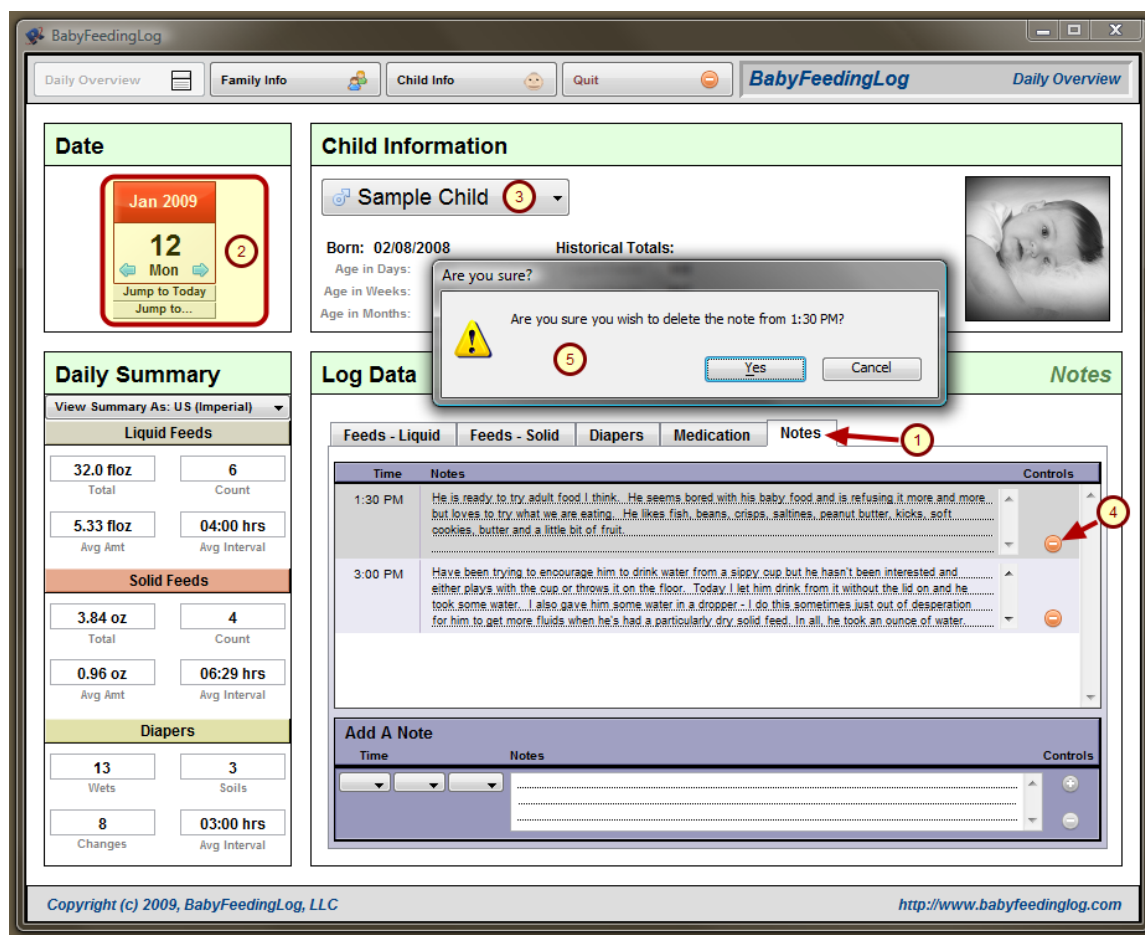 BabyFeedingLog
Daily Overview
Family Info
Child Info
Quit
BabyFeedingLog
Daily Overview
Date
Jan 2009
12
Mon
Jump to Today
Jump to...
2
Child Information
Sample Child
3
Born: 02/08/2008
Historical Totals:
Age in Days:
Age in Weeks:
Age in Months:
Are you sure?
Are you sure you wish to delete the note from 1:30 PM?
5
Yes
Cancel
Daily Summary
View Summary As: US (Imperial)
Liquid Feeds
32.0 floz
6
Total
Count
5.33 floz
04:00 hrs
Avg Amt
Avg Interval
Solid Feeds
3.84 oz
4
Total
Count
0.96 oz
06:29 hrs
Avg Amt
Avg Interval
Diapers
13
3
Wets
Soils
8
03:00 hrs
Changes
Avg Interval
Log Data
Notes
Feeds - Liquid
Feeds - Solid
Diapers
Medication
Notes
1
Time
Notes
Controls
1:30 PM
He is ready to try adult food I think. He seems bored with his baby food and is refusing it more and more
but loves to try what we are eating. He likes fish, beans, crisps, saltines, peanut butter, kicks, soft
cookies, butter and a little bit of fruit.
4
3:00 PM
Have been trying to encourage him to drink water from a sippy cup but he hasn't been interested and
either plays with the cup or throws it on the floor. Today I let him drink from it without the lid on and he
took some water. I also gave him some water in a dropper - I do this sometimes just out of desperation
for him to get more fluids when he's had a particularly dry solid feed. In all, he took an ounce of water.
Add A Note
Time
Notes
Controls
Copyright (c) 2009, BabyFeedingLog, LLC
http://www.babyfeedinglog.com